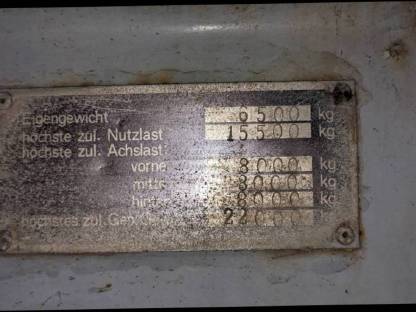 Eigengewicht 6500 kg
höchste zul. Nutzlast 15500 kg
höchste zul. Achslast
vorne 8000 kg
mitte 8000 kg
hinten 8000 kg
höchstes zul. 22000 kg